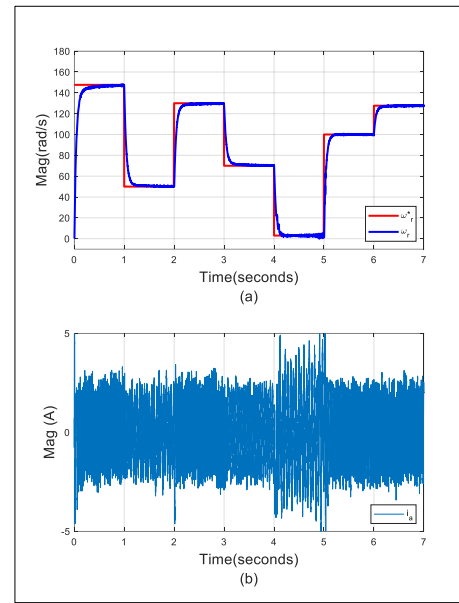 180
160
140
120
100
80
60
40
20
0
Mag(rad/s)
0 1 2 3 4 5 6 7
ω*r
ωr
Time(seconds)
(a)
5
0
-5
Mag (A)
0 1 2 3 4 5 6 7
ia
Time(seconds)
(b)